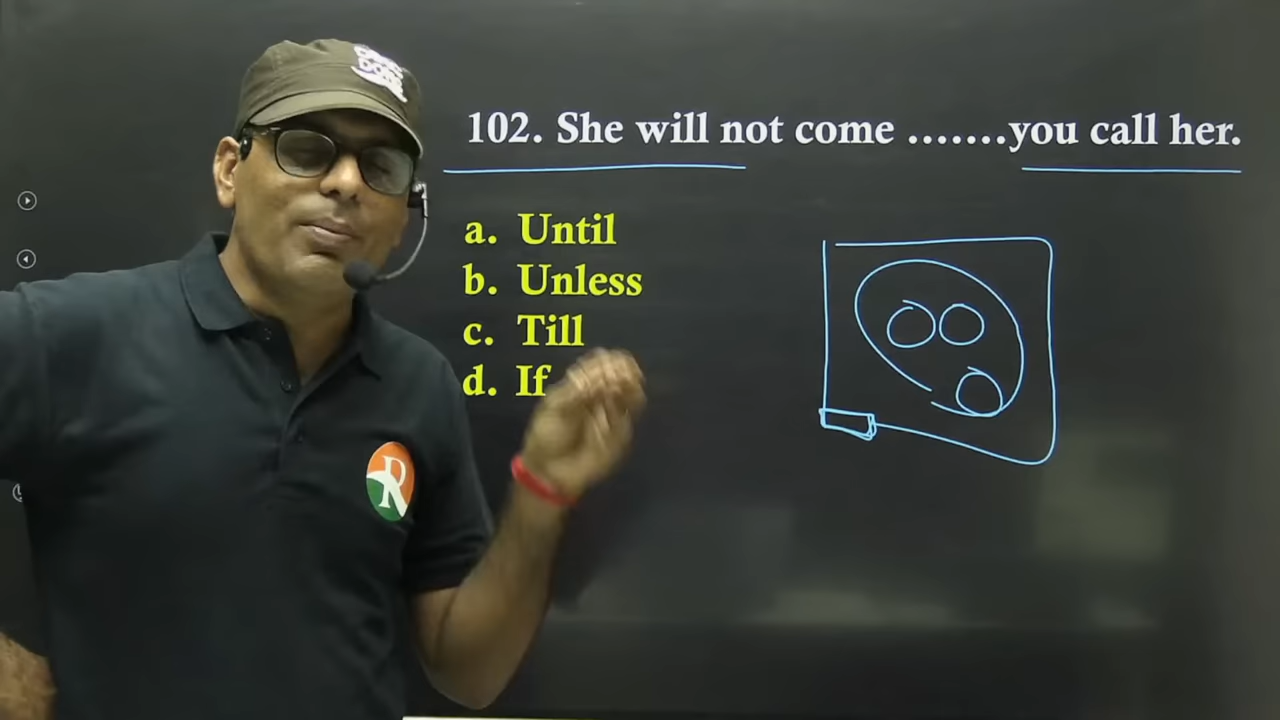 102. She will not come .......you call her.
a. Until
b. Unless
c. Till
d. If
R